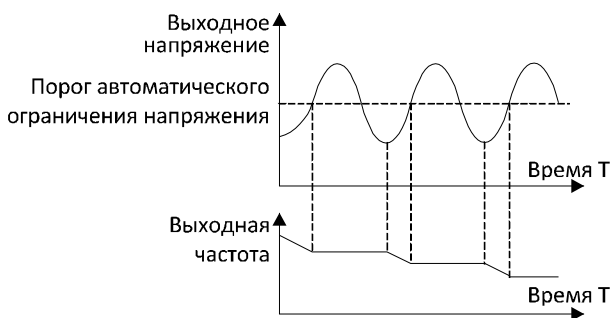 Выходное
напряжение
Порог автоматического
ограничения напряжения
Время Т
Выходная
частота
Время Т